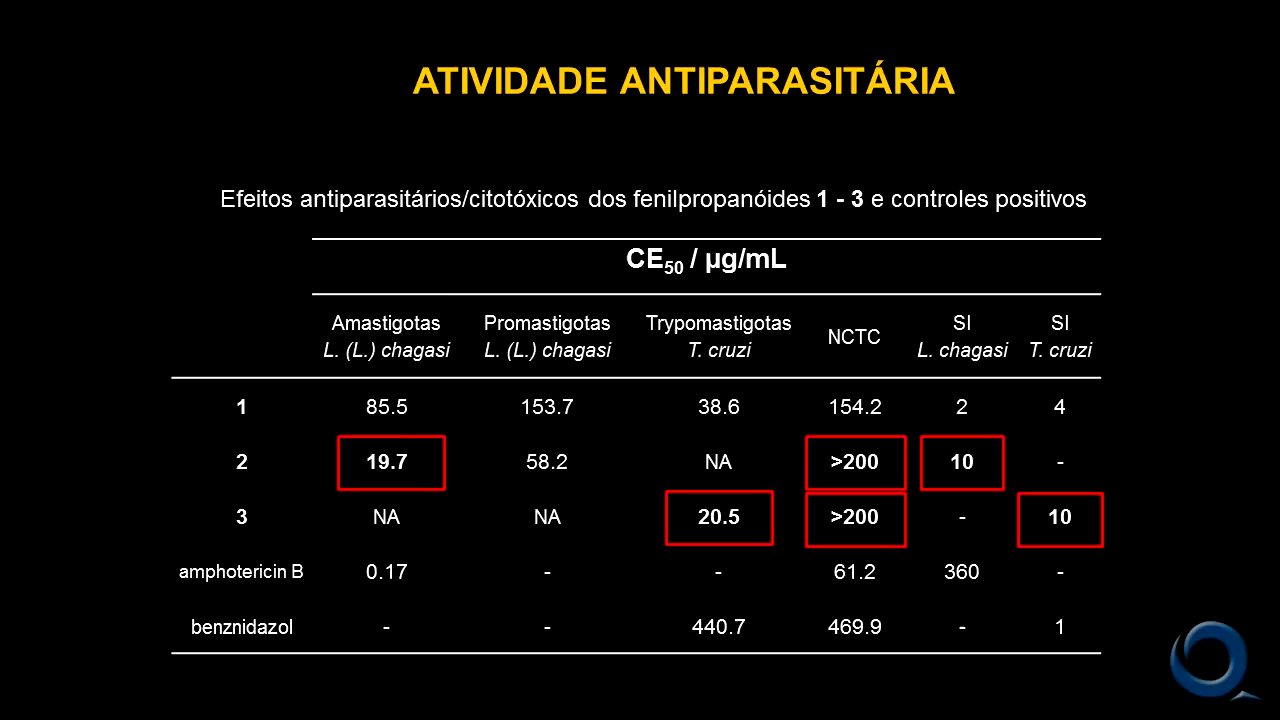 ATIVIDADE ANTIPARASITÁRIA
Efeitos antiparasitários/citotóxicos dos fenilpropanóides 1 - 3 e controles positivos
CE50 / µg/mL
Amastigotas L. (L.) chagasi Promastigotas L. (L.) chagasi Trypomastigotas T. cruzi NCTC SI L. chagasi SI T. cruzi
1 85.5 153.7 38.6 154.2 2 4
2 19.7 58.2 NA >200 10 -
3 NA NA 20.5 >200 - 10
amphotericin B 0.17 - - 61.2 360 -
benznidazol - - 440.7 469.9 - 1